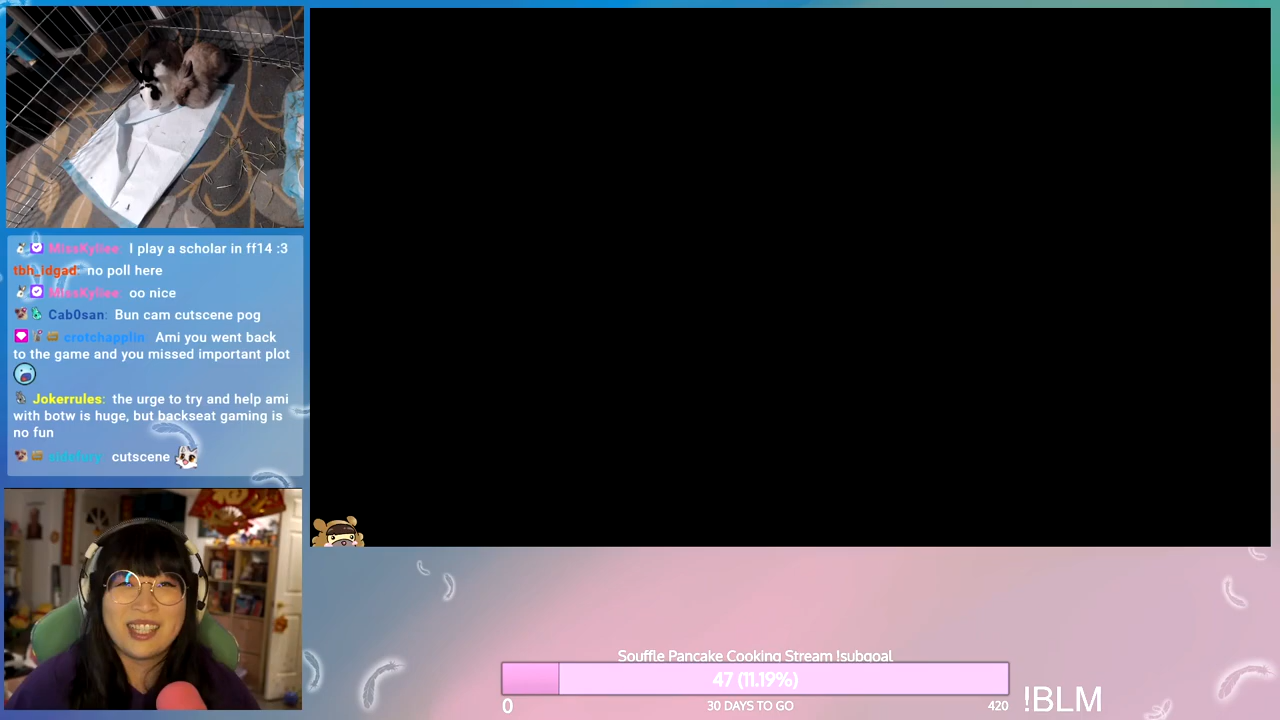 MissKyliee: I play a scholar in ff14 :3
tbh_idgad: no poll here
MissKyliee: oo nice
Cab0san: Bun cam cutscene pog
crotchapplin: Ami you went back
to the game and you missed important plot
Jokerrules: the urge to try and help ami
with botw is huge, but backseat gaming is
no fun
cutscene
Souffle Pancake Cooking Stream !subgoal
47 (11.19%)
0 30 DAYS TO GO 420
!BLM